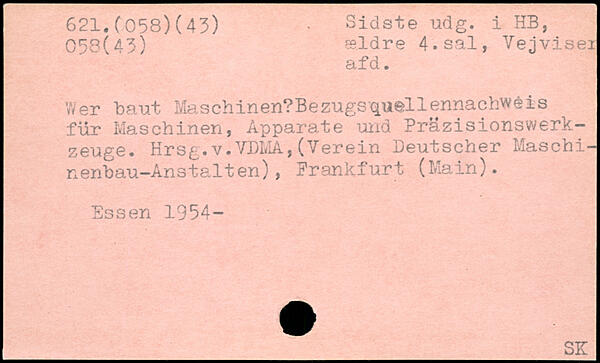 621.(058)(43)
058(43)
Sidste udg. i HB,
ældre 4.sal, Vejviser
afd.
Wer baut Maschinen?Bezugsquellennachweis
für Maschinen, Apparate und Präzisionswerk-
zeuge. Hrsg.v.VDMA,(Verein Deutscher Maschi-
nenbau-Anstalten), Frankfurt (Main).
Essen 1954-
SK